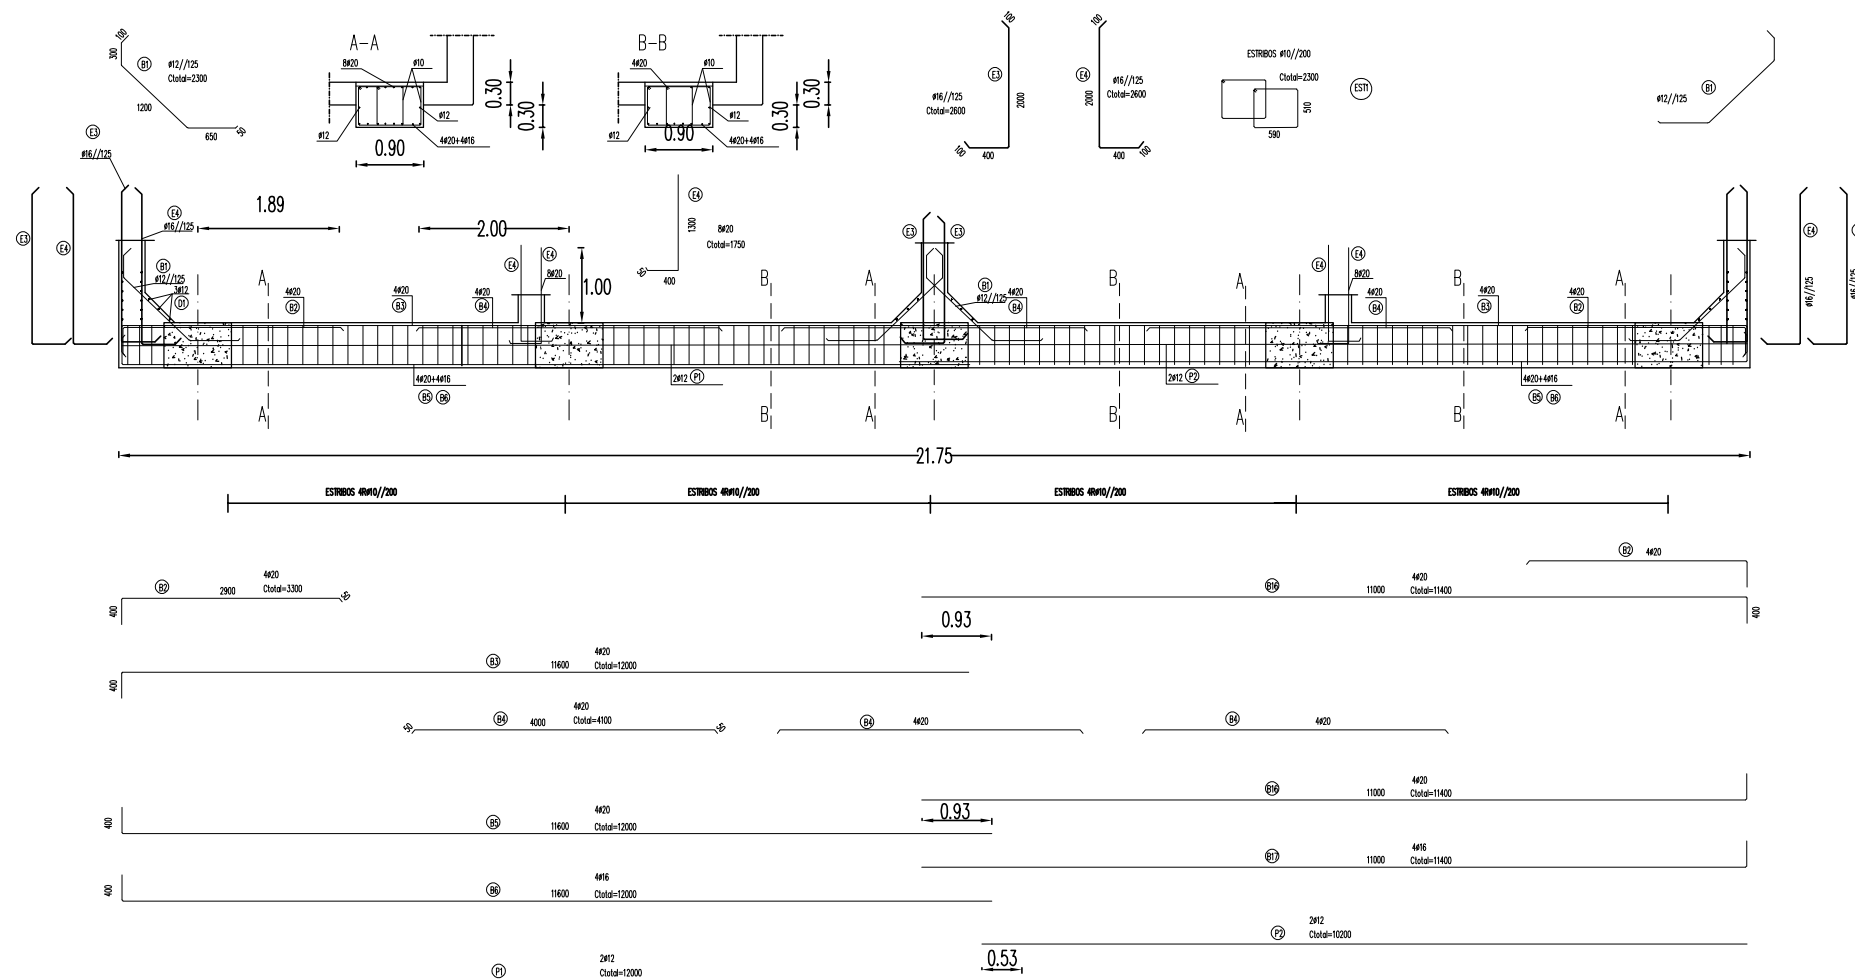 100
300
B1
ø12//125
Ctotal=2300
1200
650
50
A-A
8ø20
ø10
ø12
ø12
4ø20+4ø16
0.90
0.30
0.30
B-B
4ø20
ø10
ø12
ø12
4ø20+4ø16
0.90
0.30
0.30
100
E3
ø16//125
Ctotal=2600
2000
100
400
100
E4
ø16//125
Ctotal=2600
2000
400
100
ESTRIBOS ø10//200
Ctotal=2300
510
590
EST1
B1
ø12//125
E3
ø16//125
E3
E4
E4
ø16//125
1.89
2.00
E4
1300
8ø20
Ctotal=1750
50
400
E3
E3
E4
E4
8ø20
1.00
B1
ø12//125
3ø12
D1
A
4ø20
B2
4ø20
B3
4ø20
B4
B
A
B1
ø12//125
4ø20
B4
B
A
E4
E4
8ø20
4ø20
B4
B
4ø20
B3
4ø20
B2
A
E4
ø16//125
ø16//125
4ø20+4ø16
B5
B6
2ø12
P1
2ø12
P2
4ø20+4ø16
B5
B6
A
B
A
B
A
B
A
21.75
ESTRIBOS 4Rø10//200
ESTRIBOS 4Rø10//200
ESTRIBOS 4Rø10//200
ESTRIBOS 4Rø10//200
B2
4ø20
B2
2900
4ø20
Ctotal=3300
50
400
B16
11000
4ø20
Ctotal=11400
400
0.93
B3
11600
4ø20
Ctotal=12000
400
50
B4
4000
4ø20
Ctotal=4100
50
B4
4ø20
B4
4ø20
B16
11000
4ø20
Ctotal=11400
0.93
400
B5
11600
4ø20
Ctotal=12000
B17
11000
4ø16
Ctotal=11400
400
B6
11600
4ø16
Ctotal=12000
P2
2ø12
Ctotal=10200
0.53
P1
2ø12
Ctotal=12000